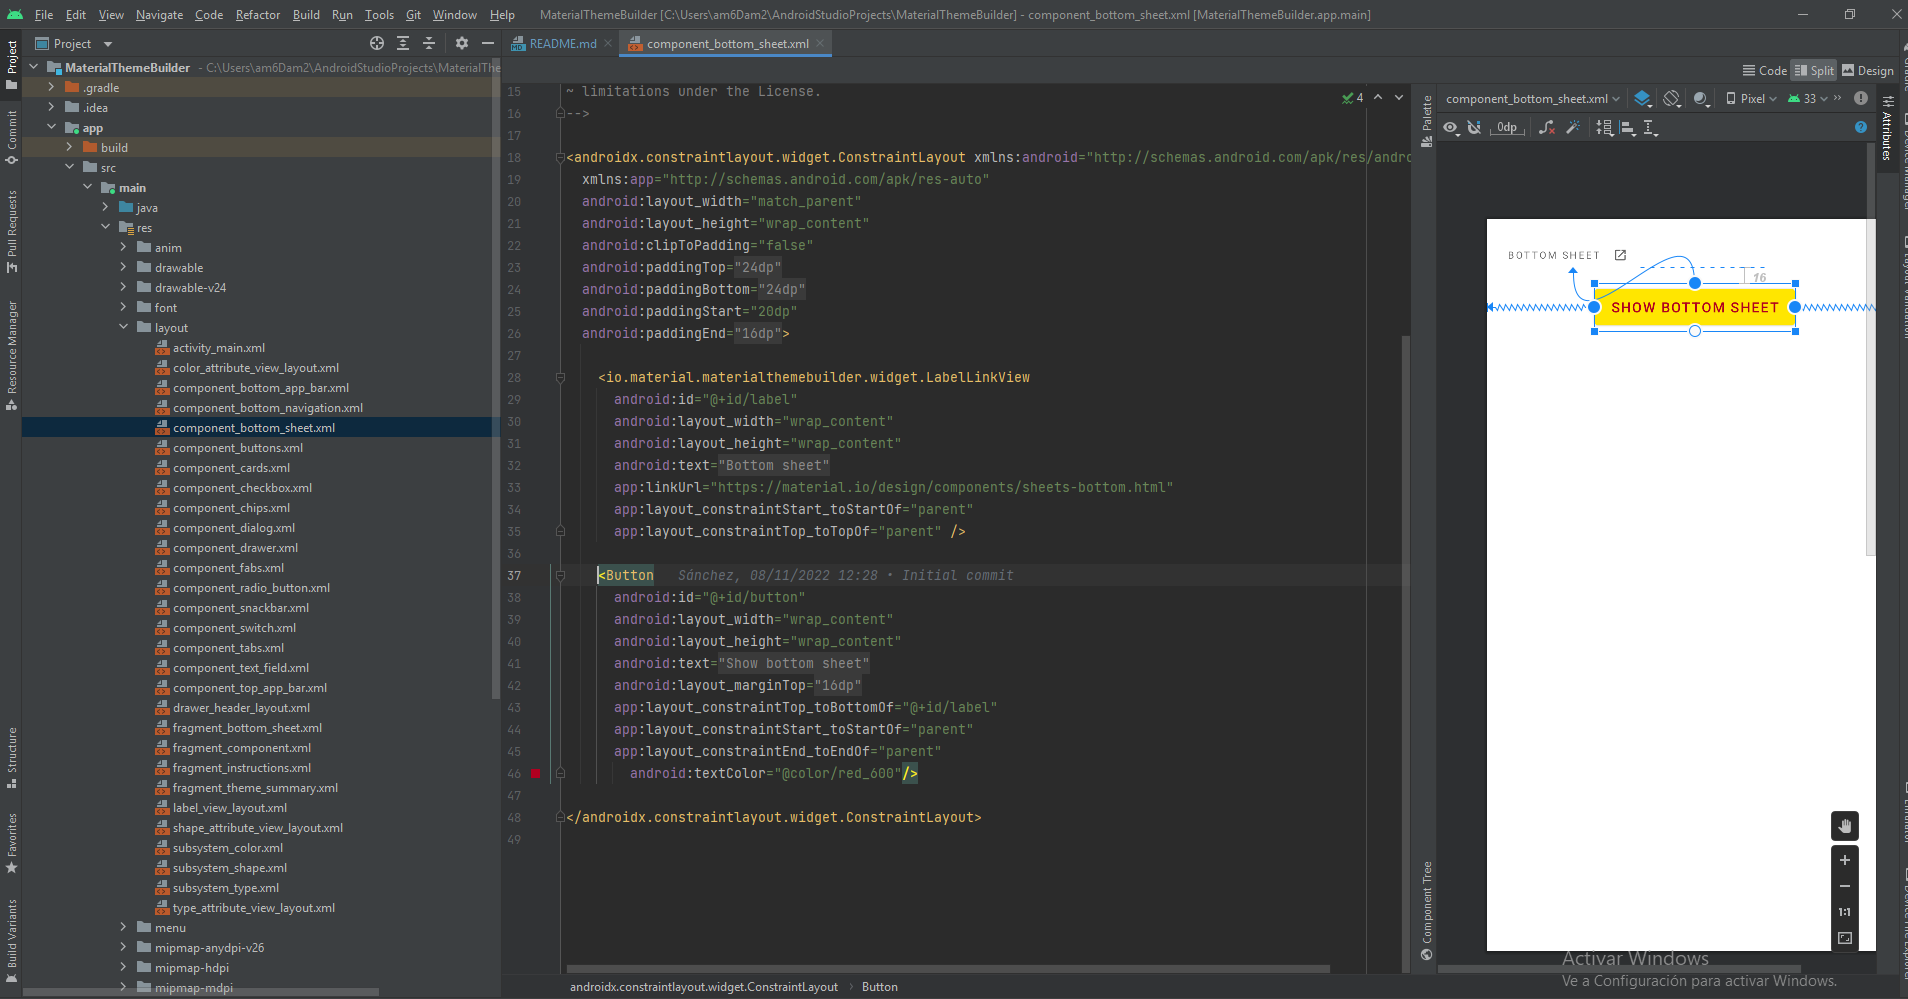 File Edit View Navigate Code Refactor Build Run Tools Git Window Help MaterialThemeBuilder [C:\Users\am6Dam2\AndroidStudioProjects\MaterialThemeBuilder] - component_bottom_sheet.xml [MaterialThemeBuilder.app.main]
Project
README.md
component_bottom_sheet.xml
Code Split Design
Project
Commit
Pull Requests
Resource Manager
Structure
Favorites
Build Variants
MaterialThemeBuilder - C:\Users\am6Dam2\AndroidStudioProjects\MaterialThe
.gradle
.idea
app
build
src
main
java
res
anim
drawable
drawable-v24
font
layout
activity_main.xml
color_attribute_view_layout.xml
component_bottom_app_bar.xml
component_bottom_navigation.xml
component_bottom_sheet.xml
component_buttons.xml
component_cards.xml
component_checkbox.xml
component_chips.xml
component_dialog.xml
component_drawer.xml
component_fabs.xml
component_radio_button.xml
component_snackbar.xml
component_switch.xml
component_tabs.xml
component_text_field.xml
component_top_app_bar.xml
drawer_header_layout.xml
fragment_bottom_sheet.xml
fragment_component.xml
fragment_instructions.xml
fragment_theme_summary.xml
label_view_layout.xml
shape_attribute_view_layout.xml
subsystem_color.xml
subsystem_shape.xml
subsystem_type.xml
type_attribute_view_layout.xml
menu
mipmap-anydpi-v26
mipmap-hdpi
mipmap-mdpi
15 ~ limitations under the License.
4
16 -->
17
18 <androidx.constraintlayout.widget.ConstraintLayout xmlns:android="http://schemas.android.com/apk/res/andro
19 xmlns:app="http://schemas.android.com/apk/res-auto"
20 android:layout_width="match_parent"
21 android:layout_height="wrap_content"
22 android:clipToPadding="false"
23 android:paddingTop="24dp"
24 android:paddingBottom="24dp"
25 android:paddingStart="20dp"
26 android:paddingEnd="16dp">
27
28 <io.material.materialthemebuilder.widget.LabelLinkView
29 android:id="@+id/label"
30 android:layout_width="wrap_content"
31 android:layout_height="wrap_content"
32 android:text="Bottom sheet"
33 app:linkUrl="https://material.io/design/components/sheets-bottom.html"
34 app:layout_constraintStart_toStartOf="parent"
35 app:layout_constraintTop_toTopOf="parent" />
36
37 <Button Sánchez, 08/11/2022 12:28 • Initial commit
38 android:id="@+id/button"
39 android:layout_width="wrap_content"
40 android:layout_height="wrap_content"
41 android:text="Show bottom sheet"
42 android:layout_marginTop="16dp"
43 app:layout_constraintTop_toBottomOf="@+id/label"
44 app:layout_constraintStart_toStartOf="parent"
45 app:layout_constraintEnd_toEndOf="parent"
46 android:textColor="@color/red_600"/>
47
48 </androidx.constraintlayout.widget.ConstraintLayout>
49
androidx.constraintlayout.widget.ConstraintLayout Button
Palette
Component Tree
component_bottom_sheet.xml Pixel 33
0dp
Attributes
BOTTOM SHEET
16
SHOW BOTTOM SHEET
1:1
Activar Windows
Ve a Configuración para activar Windows.